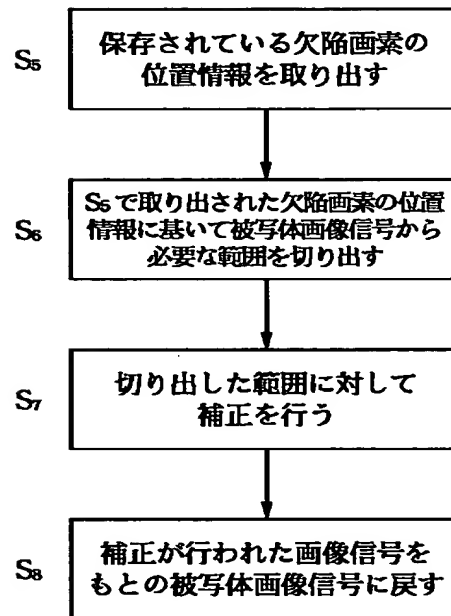 S5
保存されている欠陥画素の
位置情報を取り出す
S6
S5で取り出された欠陥画素の位置
情報に基いて被写体画像信号から
必要な範囲を切り出す
S7
切り出した範囲に対して
補正を行う
S8
補正が行われた画像信号を
もとの被写体画像信号に戻す